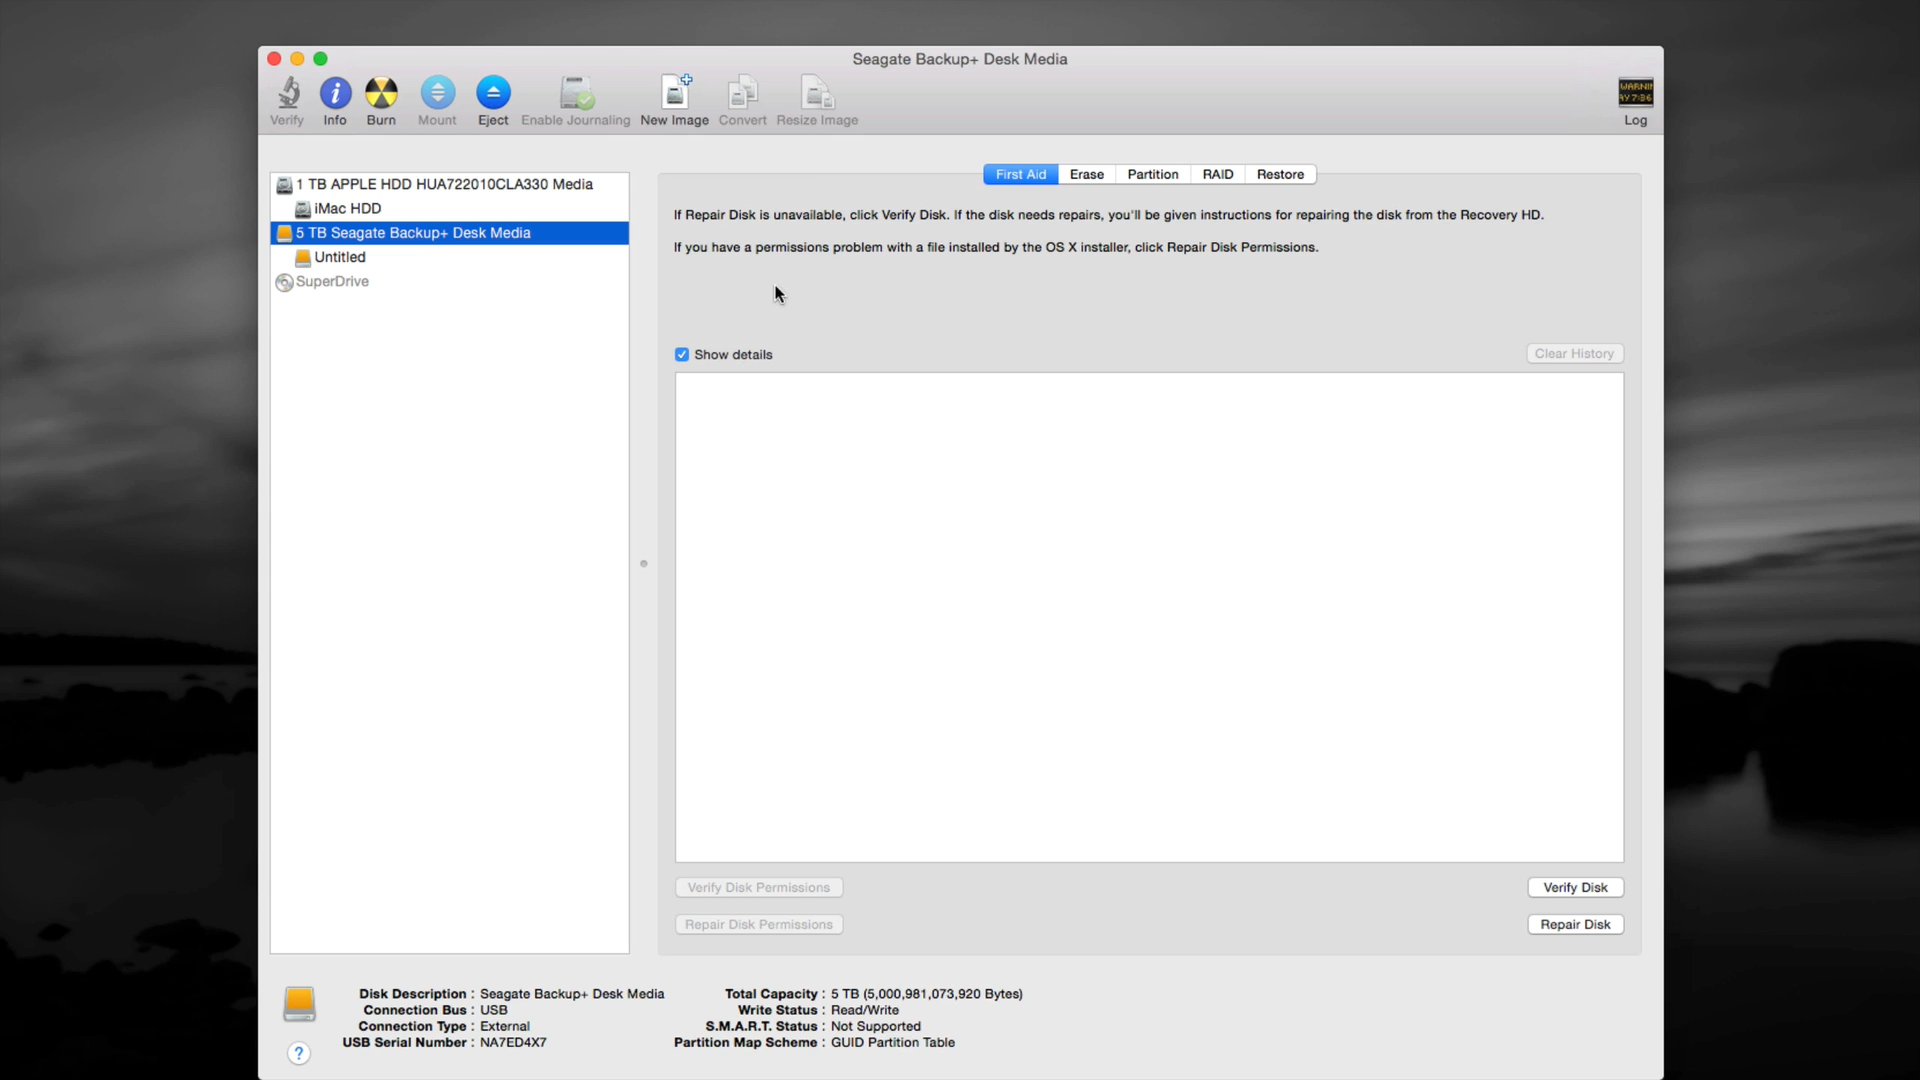 Seagate Backup+ Desk Media
Verify Info Burn Mount Eject Enable Journaling New Image Convert Resize Image
WARNIN
AY 7:36
Log
1 TB APPLE HDD HUA722010CLA330 Media
iMac HDD
5 TB Seagate Backup+ Desk Media
Untitled
SuperDrive
First Aid Erase Partition RAID Restore
If Repair Disk is unavailable, click Verify Disk. If the disk needs repairs, you'll be given instructions for repairing the disk from the Recovery HD.
If you have a permissions problem with a file installed by the OS X installer, click Repair Disk Permissions.
Show details
Clear History
Verify Disk Permissions
Verify Disk
Repair Disk Permissions
Repair Disk
Disk Description : Seagate Backup+ Desk Media
Connection Bus : USB
Connection Type : External
USB Serial Number : NA7ED4X7
Total Capacity : 5 TB (5,000,981,073,920 Bytes)
Write Status : Read/Write
S.M.A.R.T. Status : Not Supported
Partition Map Scheme : GUID Partition Table
?